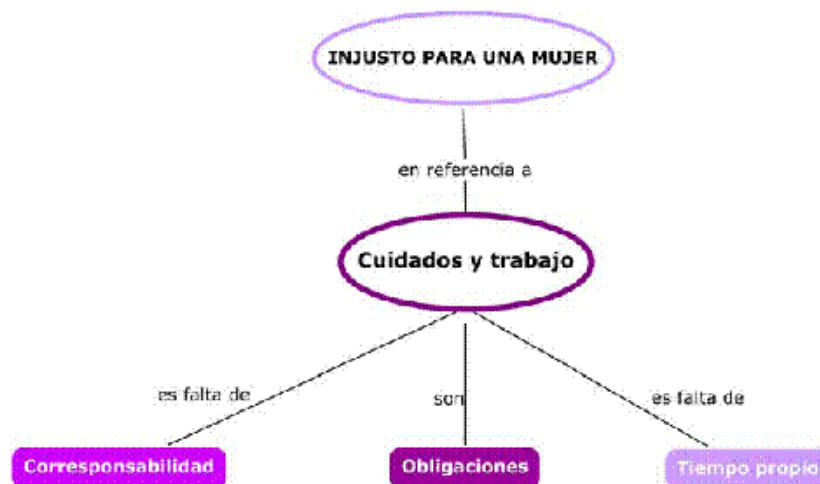 INJUSTO PARA UNA MUJER
en referencia a
Cuidados y trabajo
es falta de
son
es falta de
Corresponsabilidad
Obligaciones
Tiempo propio